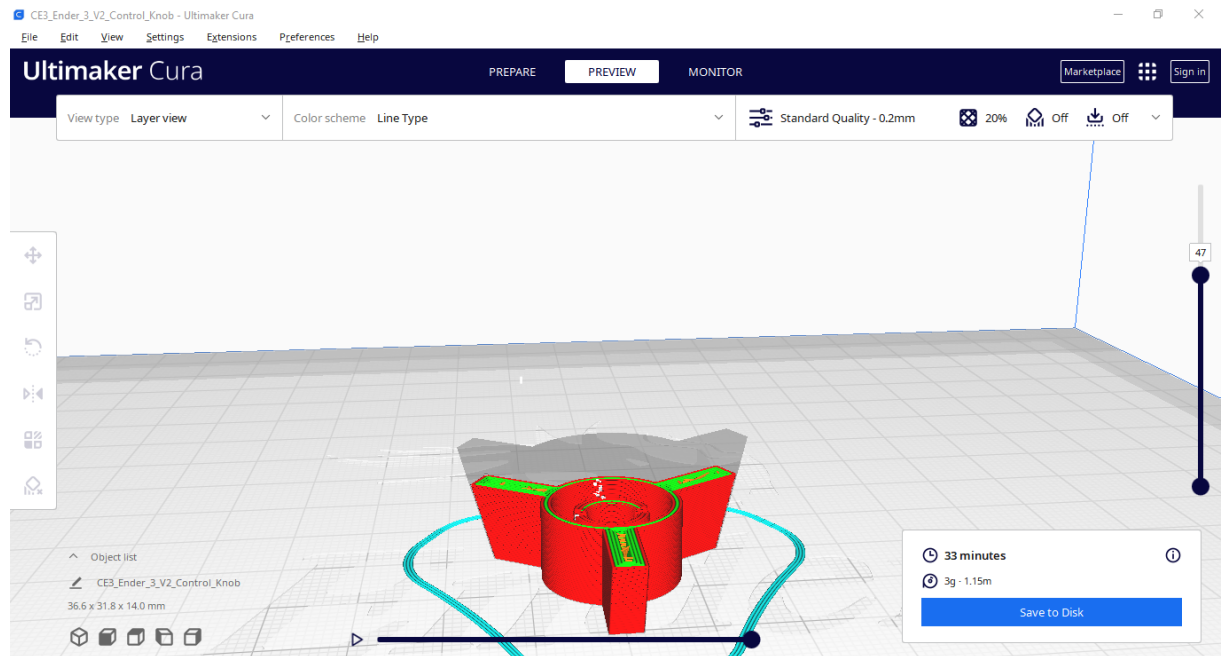 CE3_Ender_3_V2_Control_Knob - Ultimaker Cura
File Edit View Settings Extensions Preferences Help
Ultimaker Cura PREPARE PREVIEW MONITOR Marketplace Sign in
View type Layer view Color scheme Line Type Standard Quality - 0.2mm 20% Off Off
47
Object list
CE3_Ender_3_V2_Control_Knob
36.6 x 31.8 x 14.0 mm
33 minutes
3g · 1.15m
Save to Disk